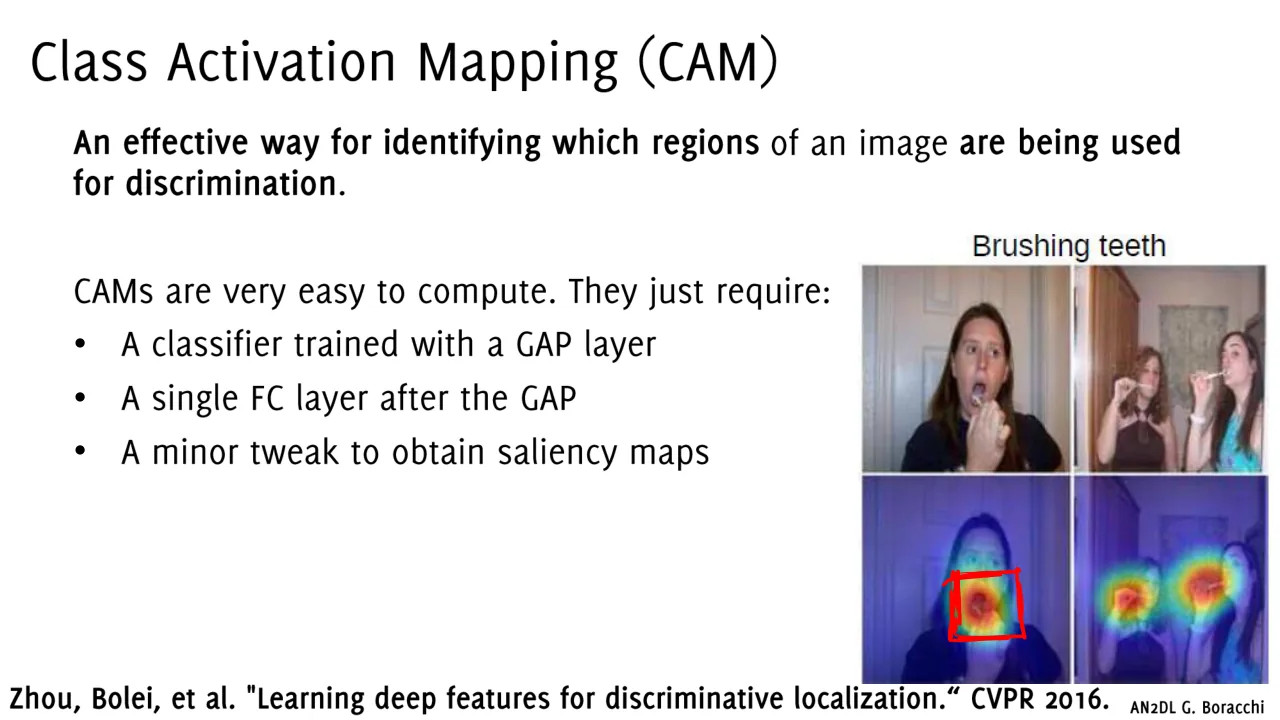 Class Activation Mapping (CAM)
An effective way for identifying which regions of an image are being used
for discrimination.
Brushing teeth
CAMs are very easy to compute. They just require:
• A classifier trained with a GAP layer
• A single FC layer after the GAP
• A minor tweak to obtain saliency maps
Zhou, Bolei, et al. "Learning deep features for discriminative localization.“ CVPR 2016.
AN2DL G. Boracchi